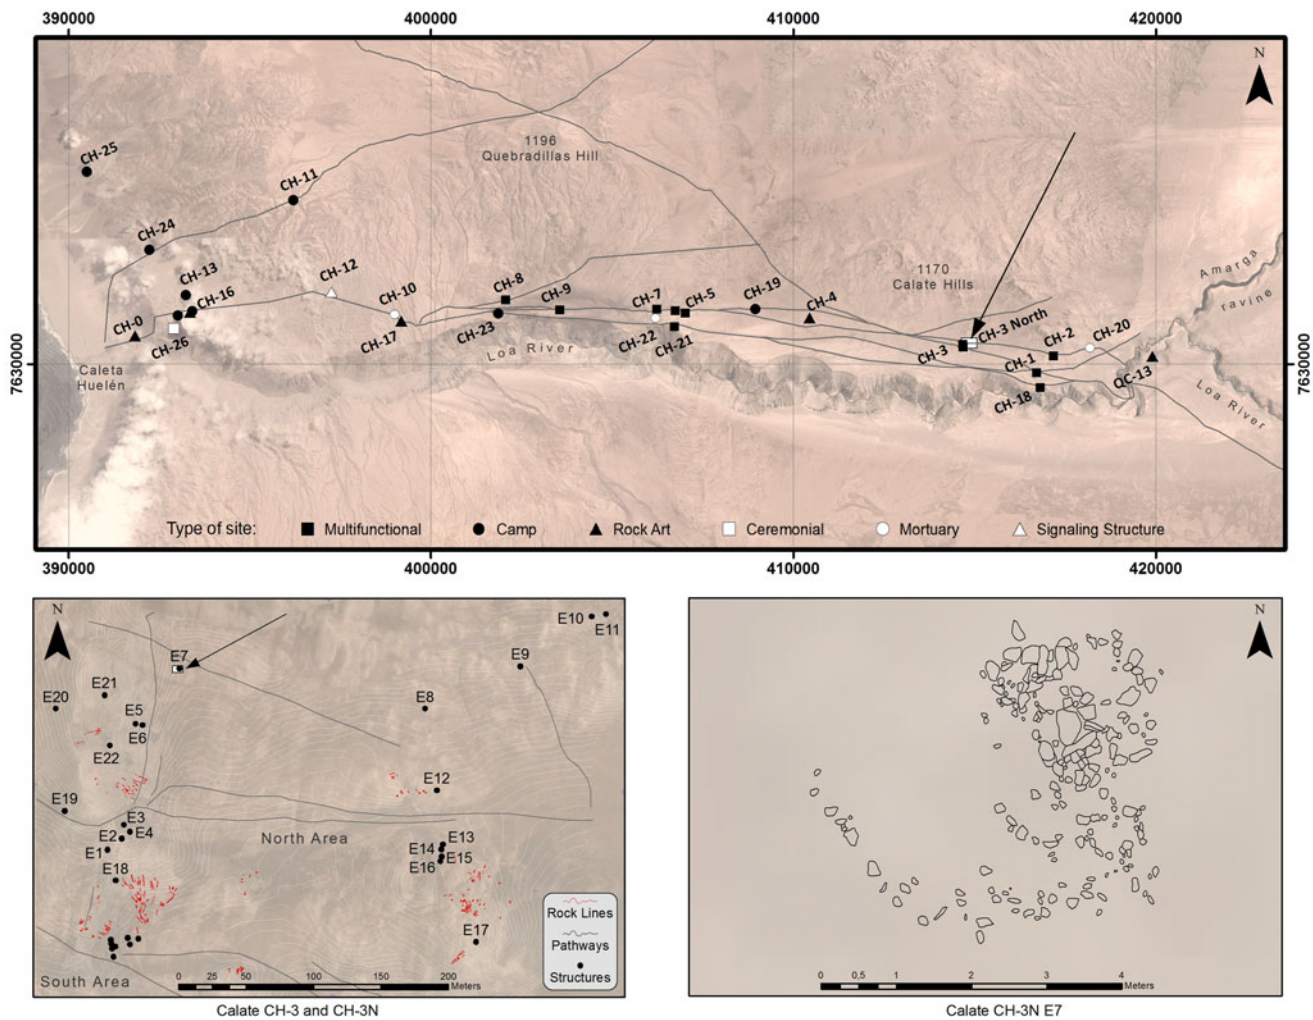 390000
400000
410000
420000
N
CH-25
1196
Quebradillas Hill
CH-11
CH-24
Amarga
ravine
CH-13
CH-12
1170
Calate Hills
CH-16
CH-8
CH-9
CH-7
CH-5
CH-19
CH-4
CH-10
CH-0
CH-3 North
CH-2
CH-20
CH-26
CH-17
CH-23
CH-22
CH-21
CH-3
CH-1
QC-13
Loa River
CH-18
Loa River
7630000
7630000
Caleta
Huelén
Type of site:
Multifunctional
Camp
Rock Art
Ceremonial
Mortuary
Signaling Structure
390000
400000
410000
420000
N
E10
E11
E7
E9
E21
E20
E8
E5
E6
E22
E12
E19
E3
E4
E2
North Area
E13
E1
E14
E15
E16
E18
Rock Lines
E17
Pathways
Structures
South Area
0 25 50 100 150 200
Meters
Calate CH-3 and CH-3N
N
0 0,5 1 2 3 4
Meters
Calate CH-3N E7